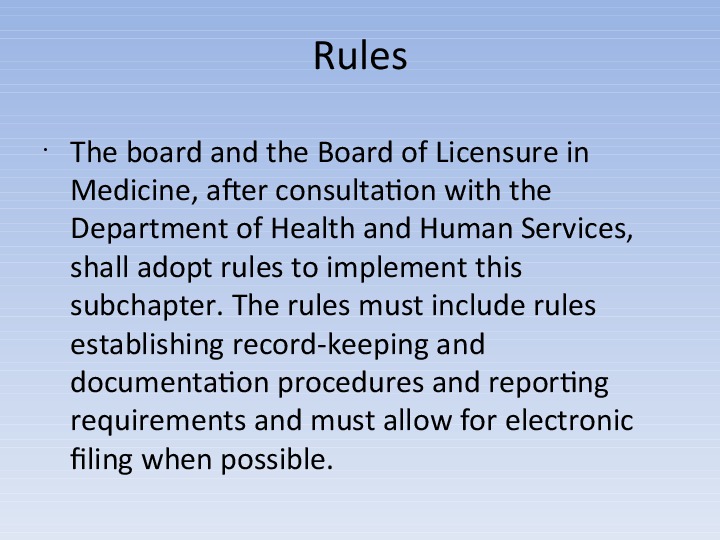 Rules
· The board and the Board of Licensure in
Medicine, after consultation with the
Department of Health and Human Services,
shall adopt rules to implement this
subchapter. The rules must include rules
establishing record-keeping and
documentation procedures and reporting
requirements and must allow for electronic
filing when possible.